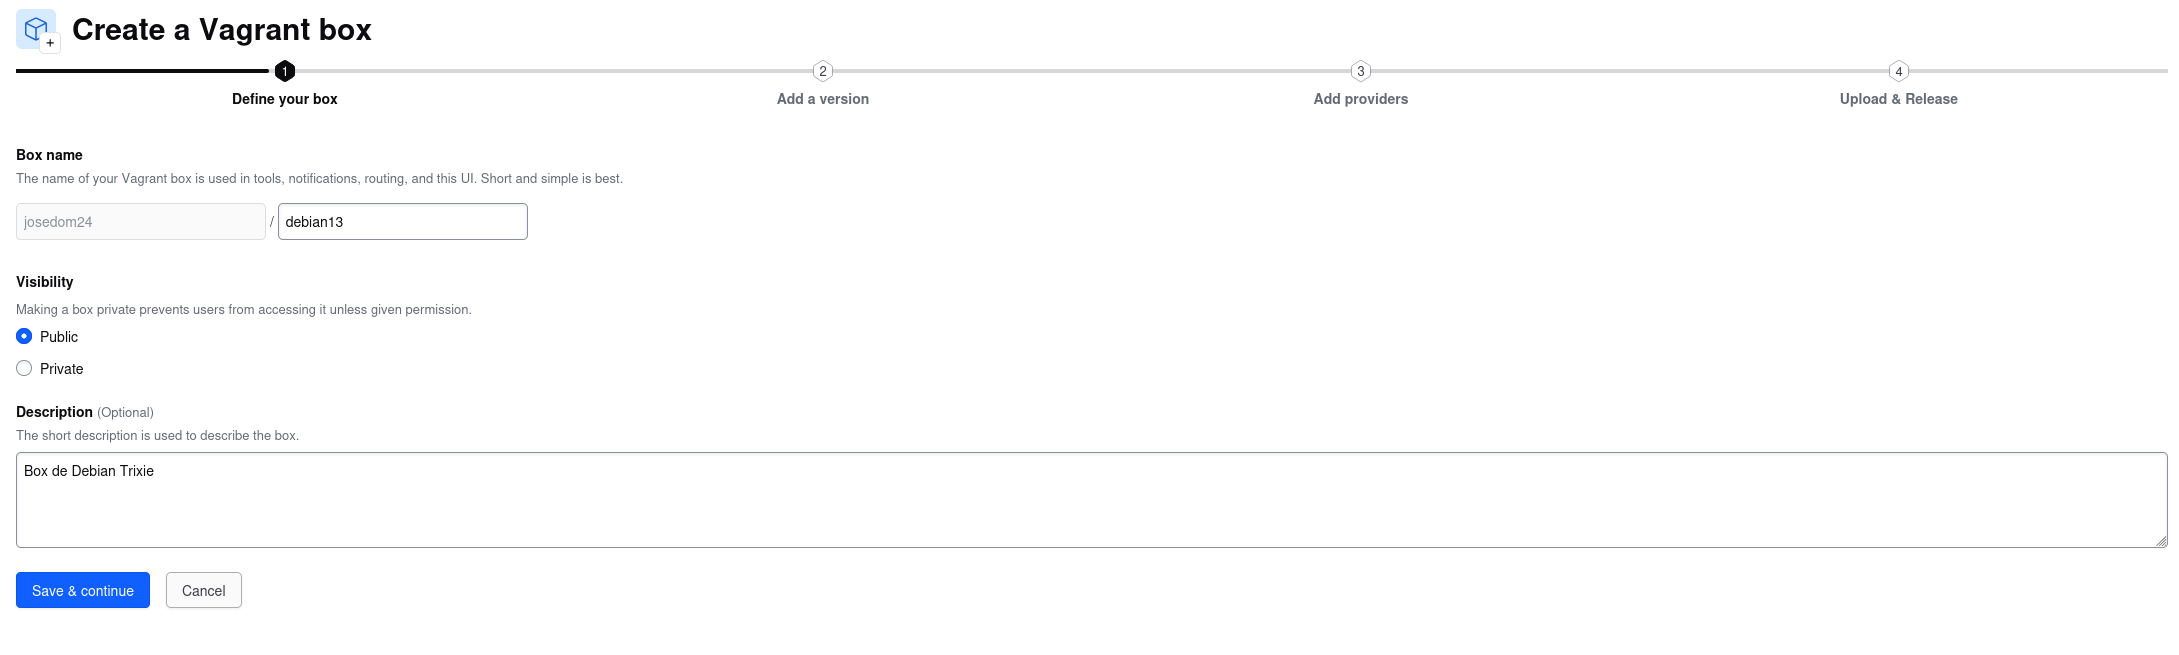 Create a Vagrant box
1
2
3
4
Define your box
Add a version
Add providers
Upload & Release
Box name
The name of your Vagrant box is used in tools, notifications, routing, and this UI. Short and simple is best.
josedom24 / debian13
Visibility
Making a box private prevents users from accessing it unless given permission.
Public
Private
Description (Optional)
The short description is used to describe the box.
Box de Debian Trixie
Save & continue
Cancel